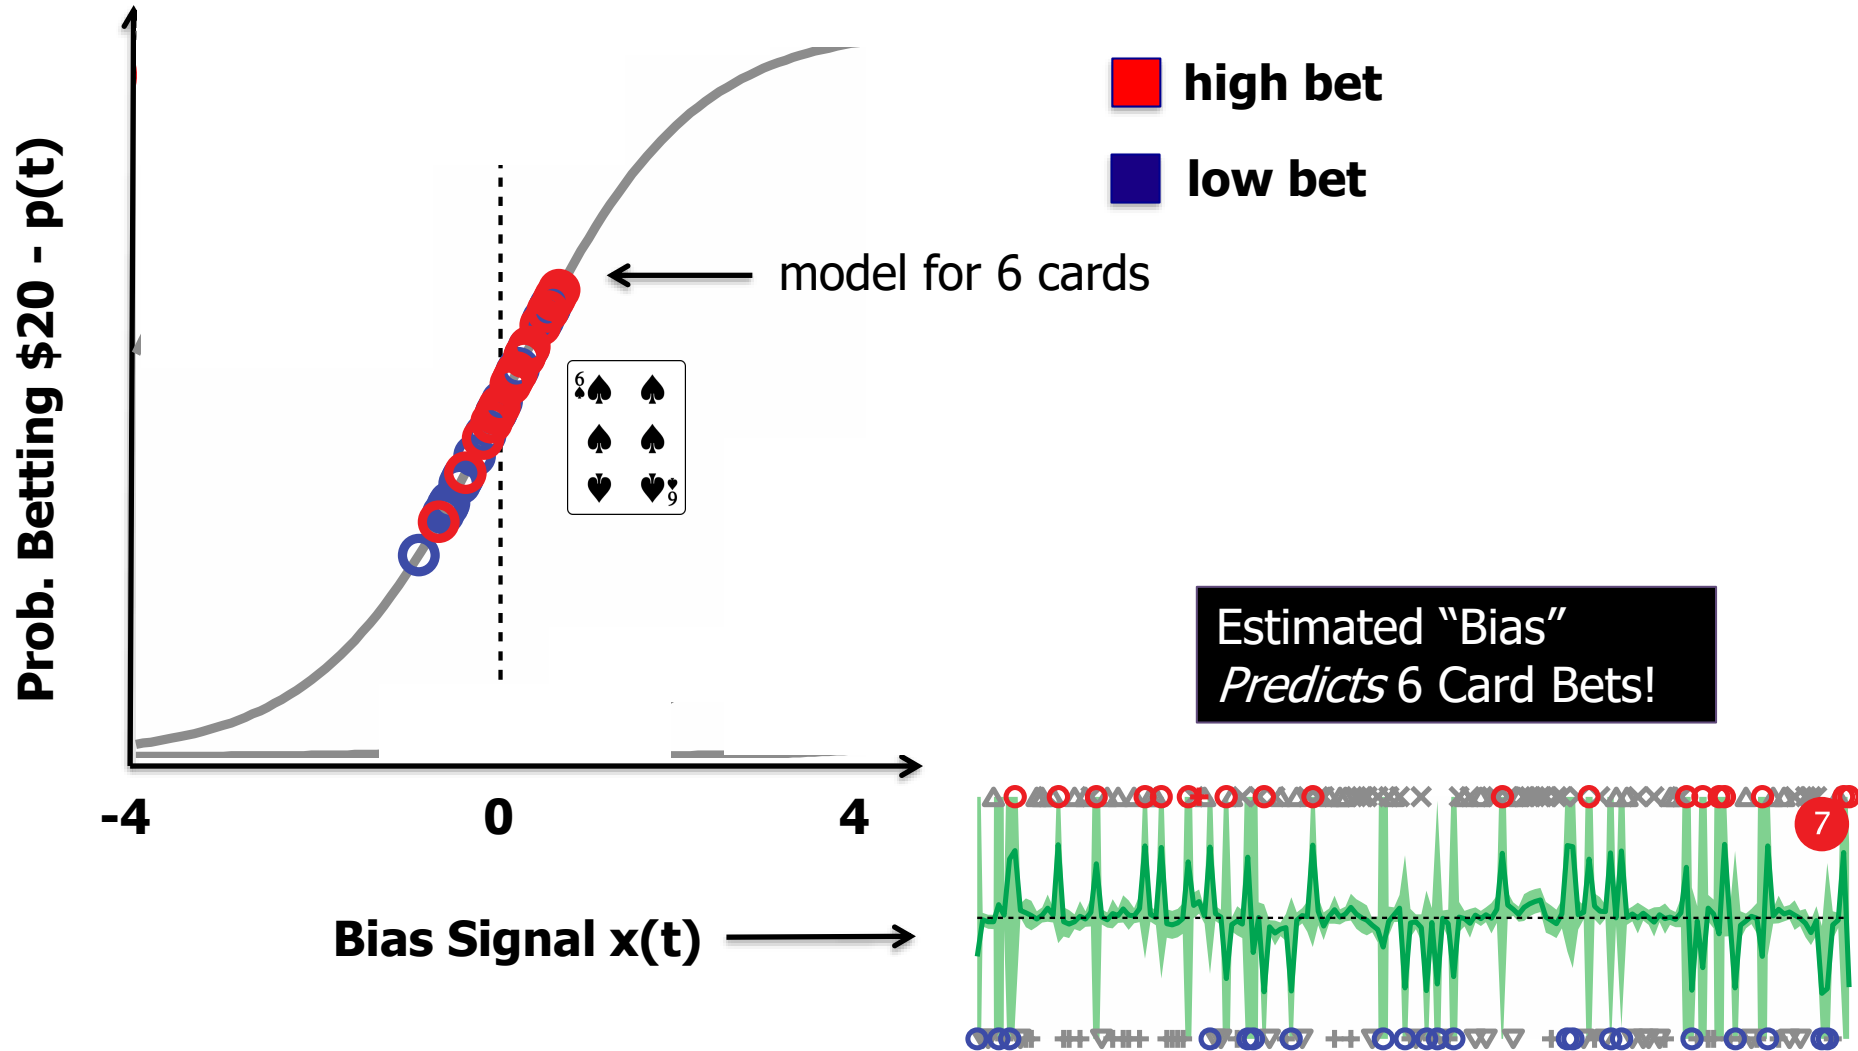 high bet
low bet
Prob. Betting $20 - p(t)
model for 6 cards
6
6
Estimated “Bias”
Predicts 6 Card Bets!
-4
0
4
7
Bias Signal x(t)